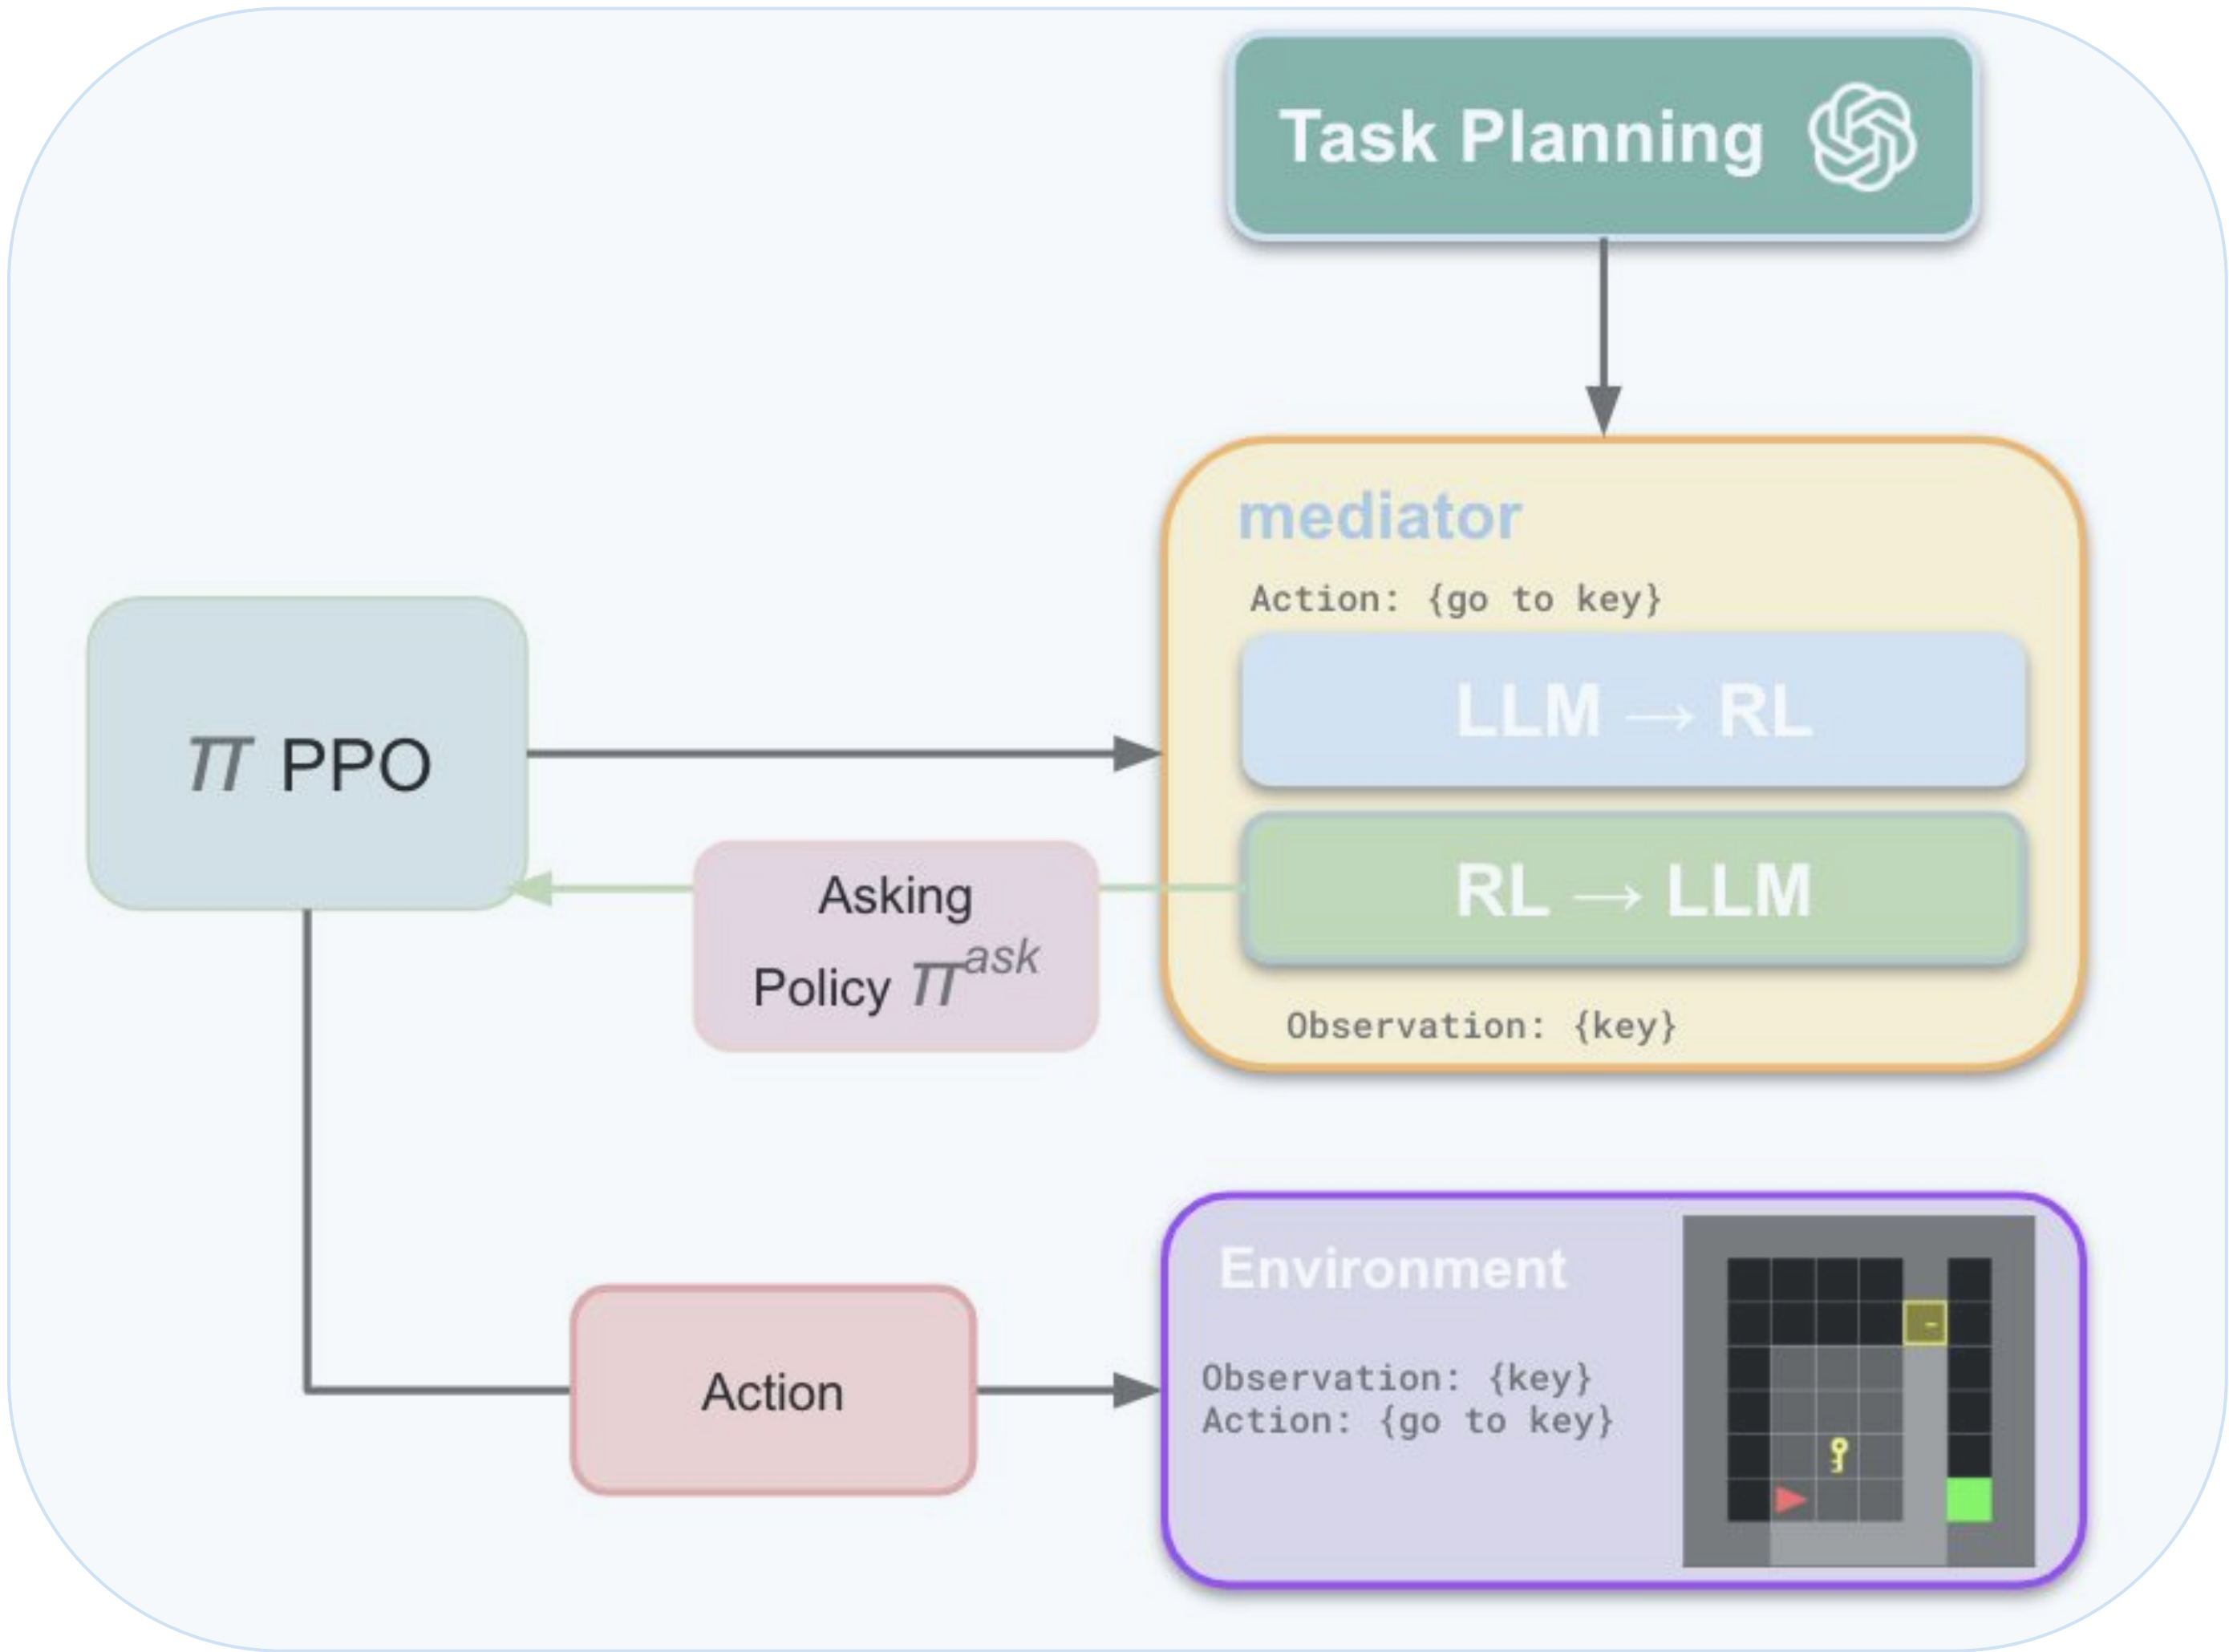 Task Planning
mediator
Action: {go to key}
LLM → RL
RL → LLM
Observation: {key}
π PPO
Asking
Policy π^ask
Action
Environment
Observation: {key}
Action: {go to key}